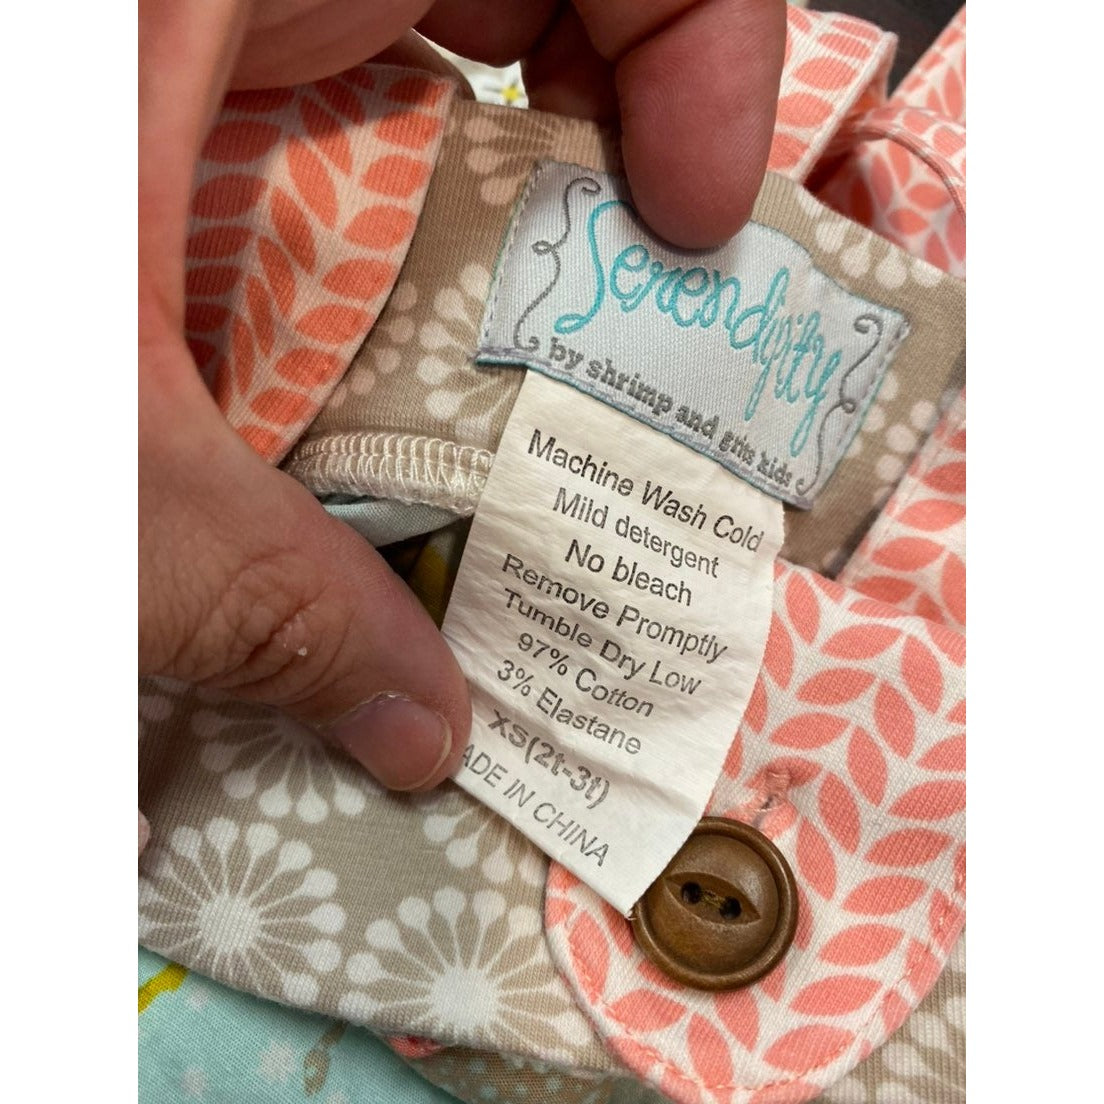 Serendipity
by shrimp and grits kids
Machine Wash Cold
Mild detergent
No bleach
Remove Promptly
Tumble Dry Low
97% Cotton
3% Elastane
XS(2t-3t)
ADE IN CHINA